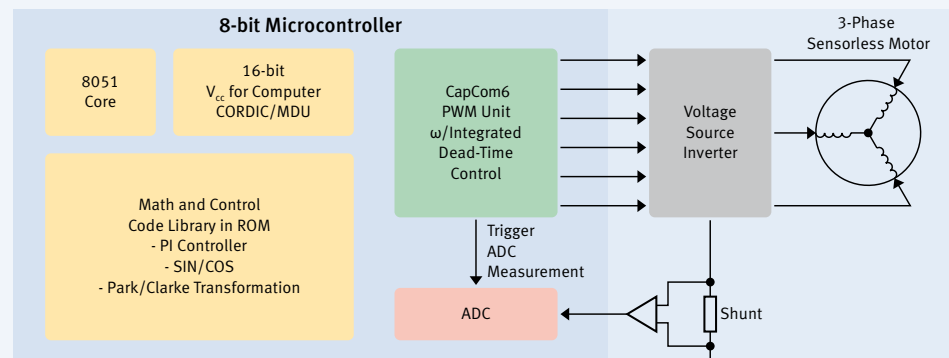 8-bit Microcontroller
3-Phase
Sensorless Motor
8051
Core
16-bit
Vcc for Computer
CORDIC/MDU
CapCom6
PWM Unit
ω/Integrated
Dead-Time
Control
Voltage
Source
Inverter
Math and Control
Code Library in ROM
- PI Controller
- SIN/COS
- Park/Clarke Transformation
Trigger
ADC
Measurement
ADC
Shunt